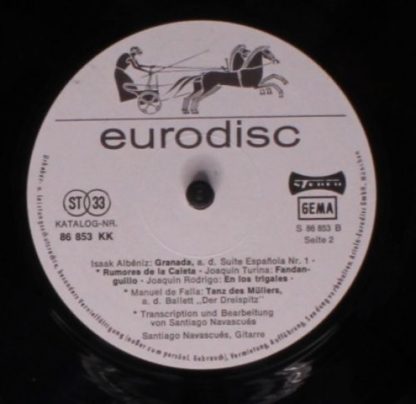 eurodisc
ST 33
KATALOG-NR.
86 853 KK
STEREO
GEMA
S 86 853 B
Seite 2
Isaak Albéniz: Granada, a. d. Suite Española Nr. 1 -
* Rumores de la Caleta - Joaquin Turina: Fandan-
guillo - Joaquin Rodrigo: En los trigales -
* Manuel de Falla: Tanz des Müllers,
a. d. Ballett „Der Dreispitz"
* Transcription und Bearbeitung
von Santiago Navascués
Santiago Navascués, Gitarre